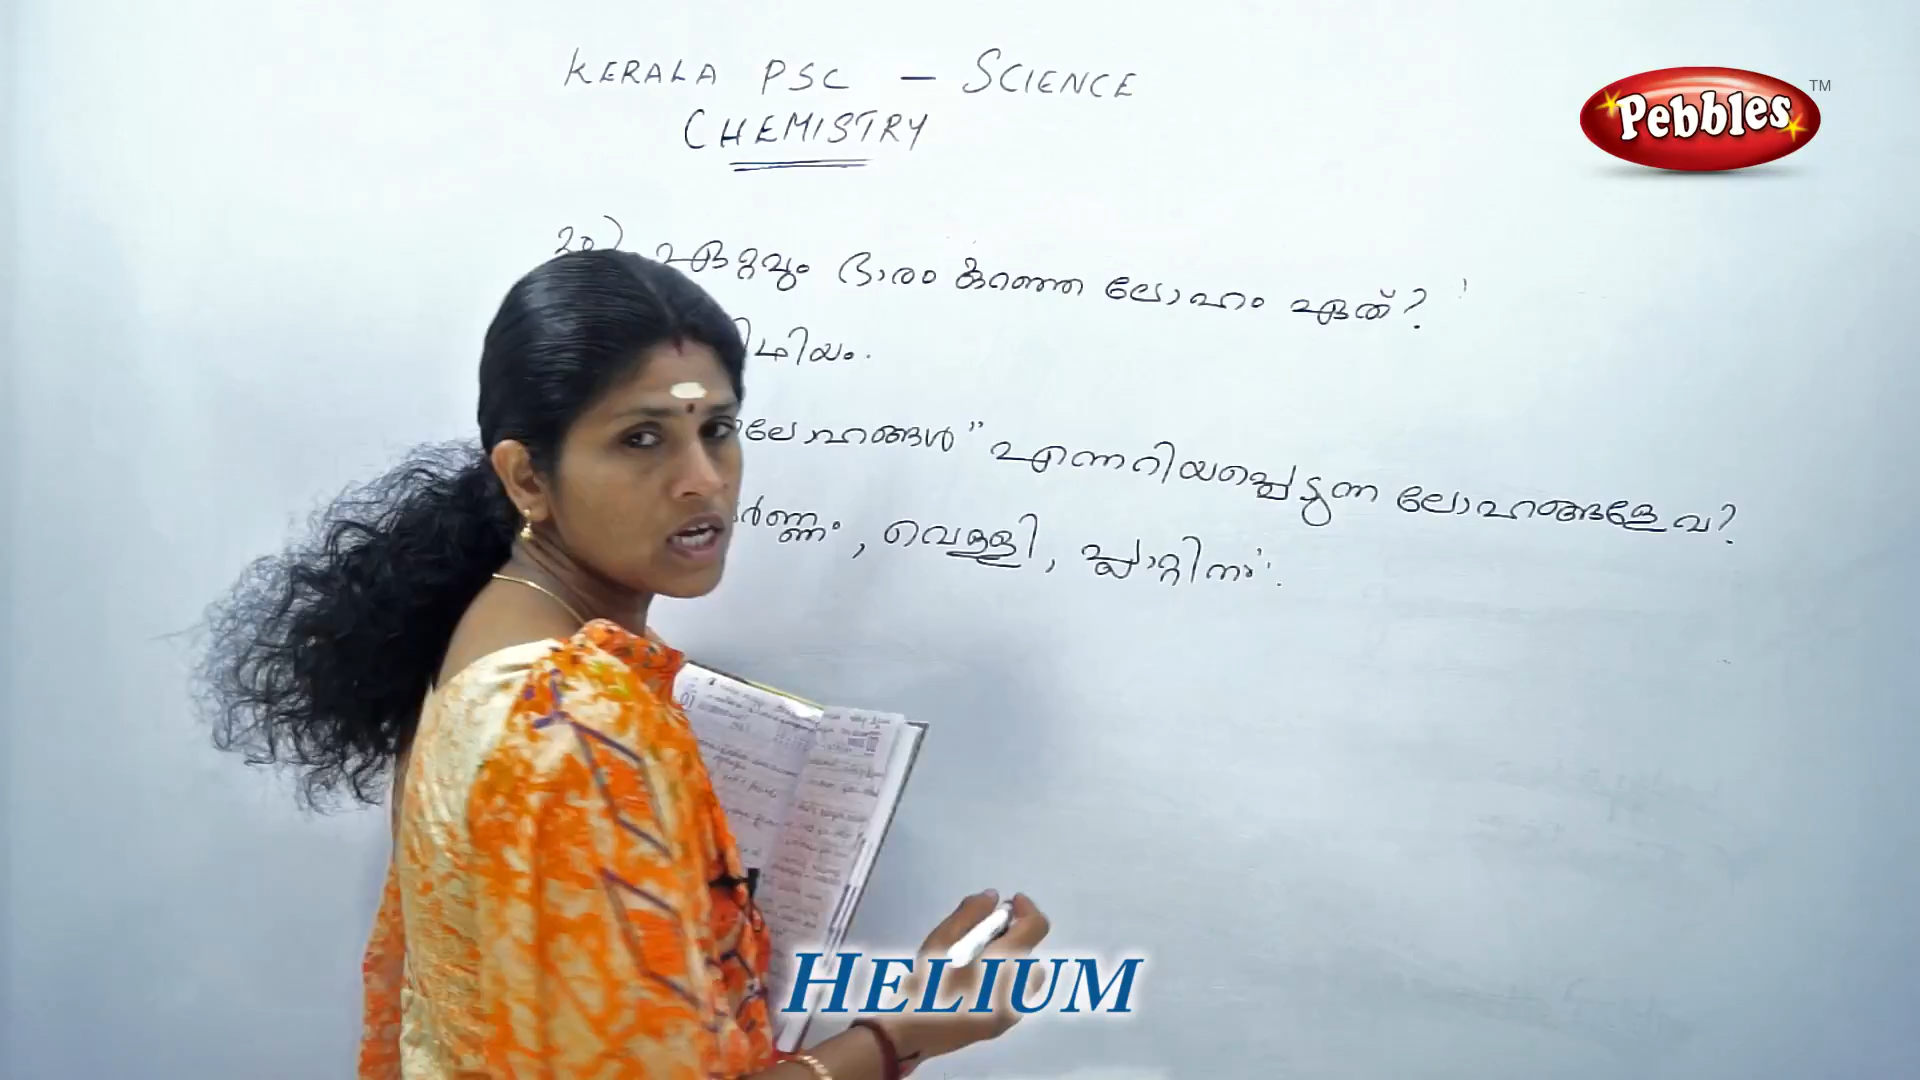 KERALA PSC – SCIENCE
CHEMISTRY
Pebbles TM
20) ഏറ്റവും ഭാരം കുറഞ്ഞ ലോഹം ഏത്?
ഥിയം.
ലോഹങ്ങൾ" എന്നറിയപ്പെടുന്ന ലോഹങ്ങളേവ?
ർണ്ണം, വെള്ളി, പ്ലാറ്റിനം.
HELIUM